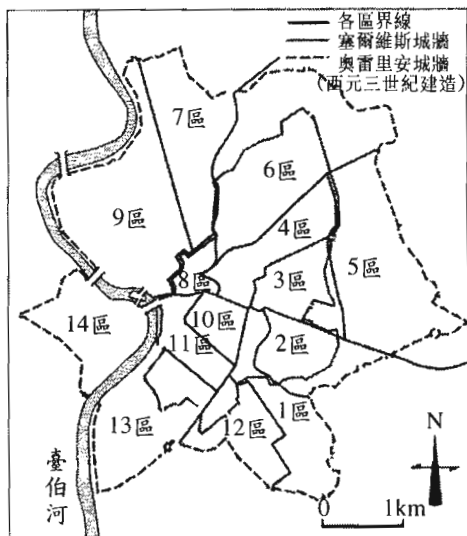 各區界線
塞爾維斯城牆
奧雷里安城牆
(西元三世紀建造)
7區
6區
9區
4區
8區
3區
5區
14區
10區
11區
2區
13區
12區
1區
臺伯河
N
0 1km